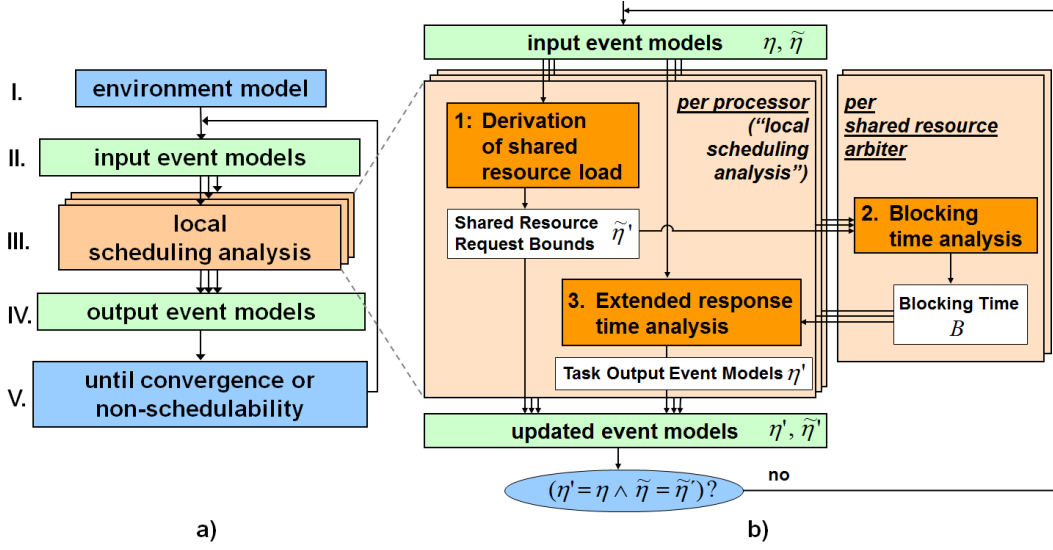 I.
environment model
II.
input event models
III.
local
scheduling analysis
IV.
output event models
V.
until convergence or
non-schedulability
a)
input event models η, η̃
per processor
("local
scheduling
analysis")
per
shared resource
arbiter
1: Derivation
of shared
resource load
Shared Resource
Request Bounds η̃'
2. Blocking
time analysis
3. Extended response
time analysis
Blocking Time
B
Task Output Event Models η'
updated event models η', η̃'
(η' = η ∧ η̃ = η̃')?
no
b)